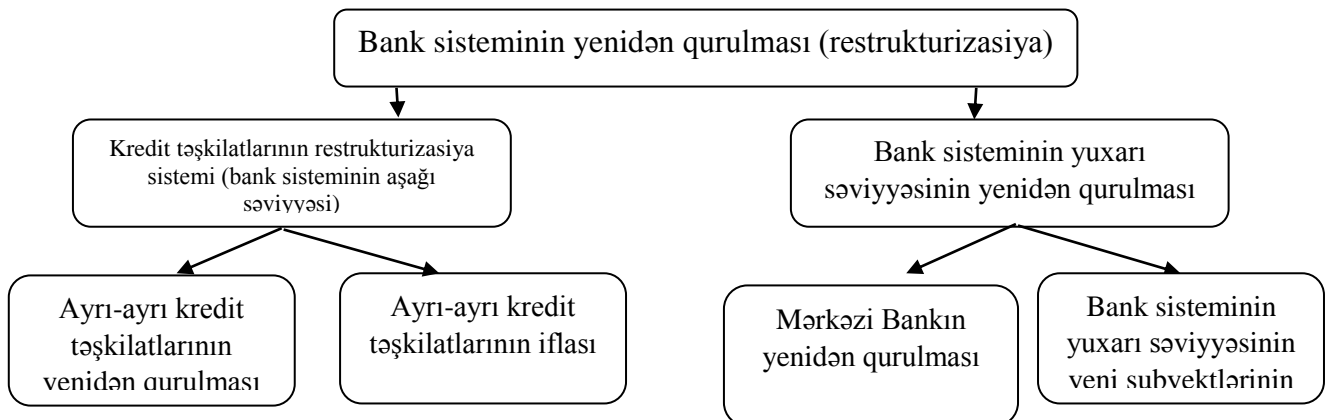 Bank sisteminin yenidən qurulması (restrukturizasiya)
Kredit təşkilatlarının restrukturizasiya
sistemi (bank sisteminin aşağı
səviyyəsi)
Bank sisteminin yuxarı
səviyyəsinin yenidən qurulması
Ayrı-ayrı kredit
təşkilatlarının
yenidən qurulması
Ayrı-ayrı kredit
təşkilatlarının iflası
Mərkəzi Bankın
yenidən qurulması
Bank sisteminin
yuxarı səviyyəsinin
yeni subyektlərinin